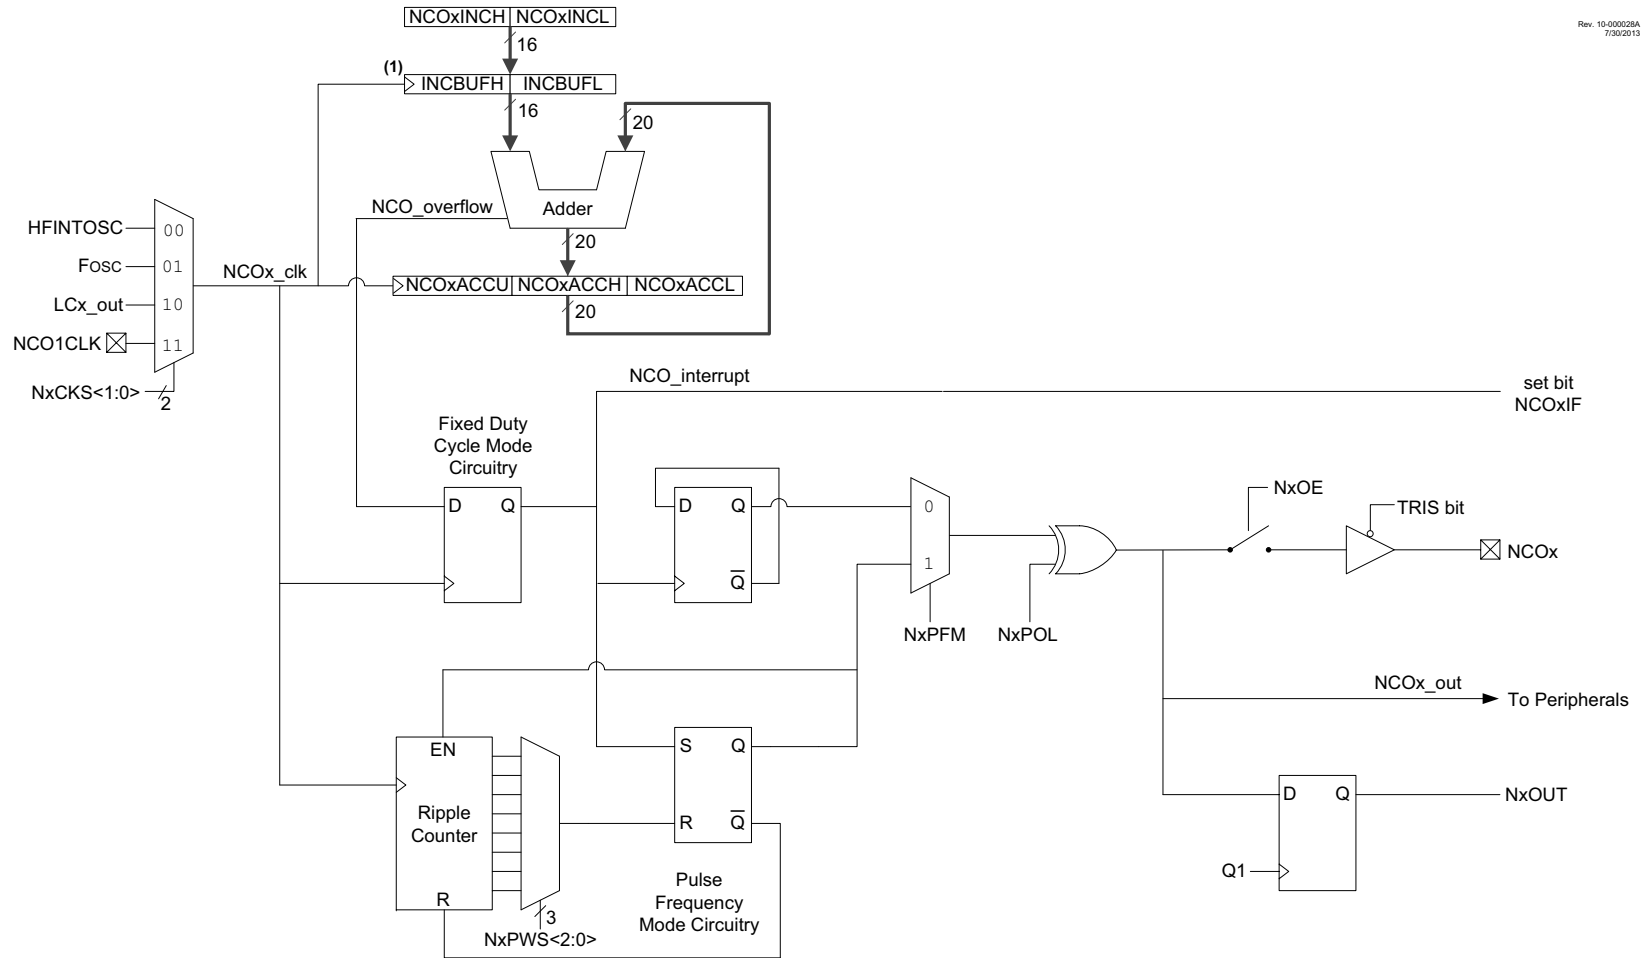 Rev. 10-000028A
7/30/2013
NCOxINCH NCOxINCL
16
(1)
INCBUFH INCBUFL
16
20
Adder
NCO_overflow
20
HFINTOSC
00
FOSC
01
LCx_out
10
NCO1CLK
11
NxCKS<1:0>
2
NCOx_clk
NCOxACCU NCOxACCH NCOxACCL
20
NCO_interrupt
set bit
NCOxIF
Fixed Duty
Cycle Mode
Circuitry
D Q
D Q
Q
0
1
NxPFM
NxPOL
NxOE
TRIS bit
NCOx
NCOx_out
To Peripherals
EN
Ripple
Counter
R
3
NxPWS<2:0>
S Q
R Q
Pulse
Frequency
Mode Circuitry
D Q
NxOUT
Q1